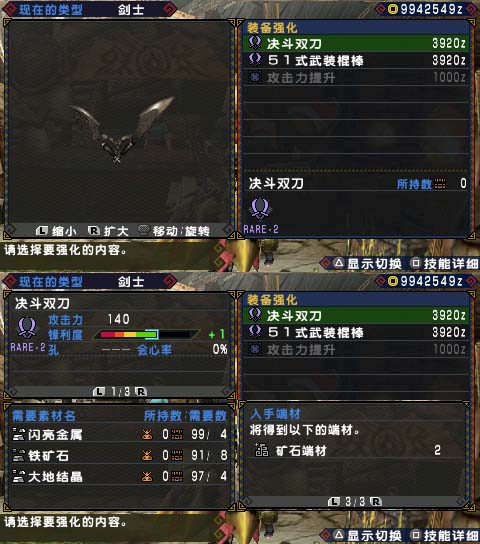 现在的类型 剑士
9942549z
装备强化
决斗双刀 3920z
51式武装棍棒 3920z
攻击力提升 1000z
决斗双刀 所持数 0
RARE-2
L 缩小 R 扩大 移动/旋转
请选择要强化的内容。
△ 显示切换 □ 技能详细
现在的类型 剑士
9942549z
决斗双刀
攻击力 140
锋利度 +1
RARE-2 孔 --- 会心率 0%
L 1/3 R
装备强化
决斗双刀 3920z
51式武装棍棒 3920z
攻击力提升 1000z
需要素材名 所持数/需要数
闪亮金属 0 99/ 4
铁矿石 0 91/ 8
大地结晶 0 97/ 4
入手端材
将得到以下的端材。
矿石端材 2
L 3/3 R
请选择要强化的内容。
△ 显示切换 □ 技能详细